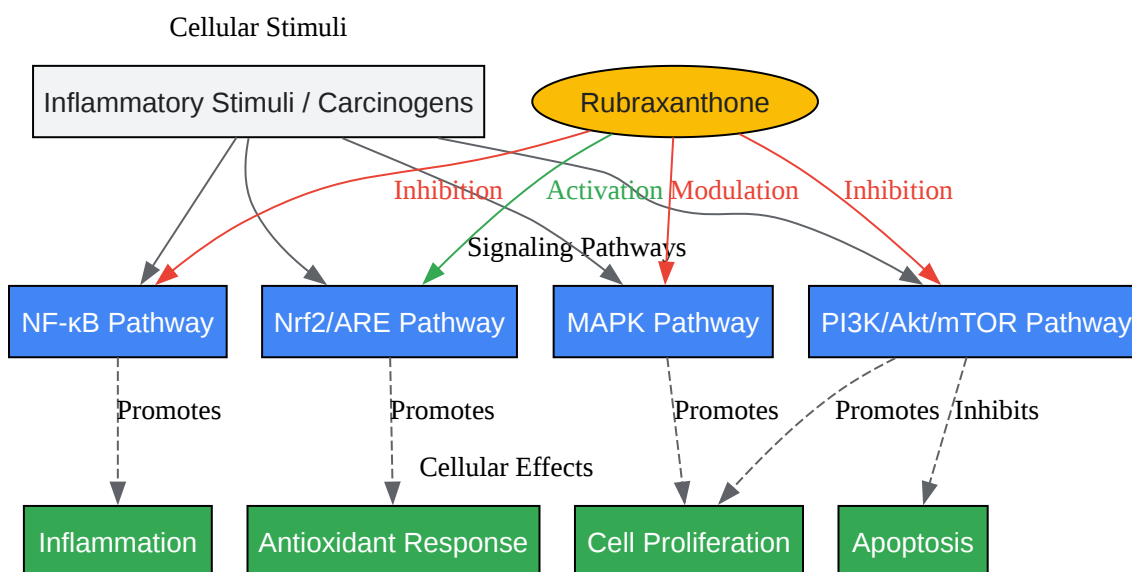 Cellular Stimuli
Inflammatory Stimuli / Carcinogens
Rubraxanthone
Inhibition
Activation
Modulation
Inhibition
Signaling Pathways
NF-κB Pathway
Nrf2/ARE Pathway
MAPK Pathway
PI3K/Akt/mTOR Pathway
Promotes
Promotes
Promotes
Promotes
Inhibits
Cellular Effects
Inflammation
Antioxidant Response
Cell Proliferation
Apoptosis